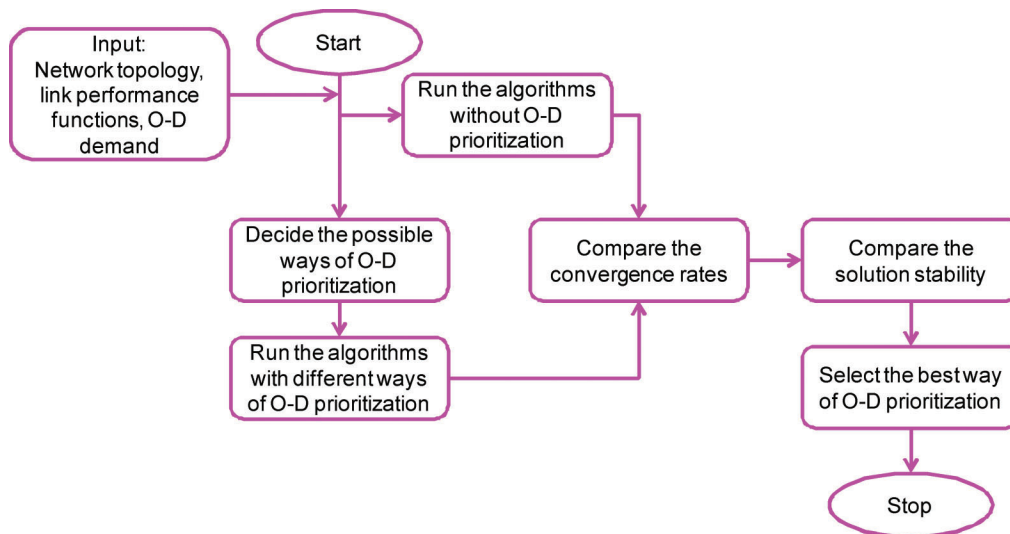 Input:
Network topology,
link performance
functions, O-D
demand
Start
Run the algorithms
without O-D
prioritization
Decide the possible
ways of O-D
prioritization
Run the algorithms
with different ways
of O-D prioritization
Compare the
convergence rates
Compare the
solution stability
Select the best way
of O-D prioritization
Stop